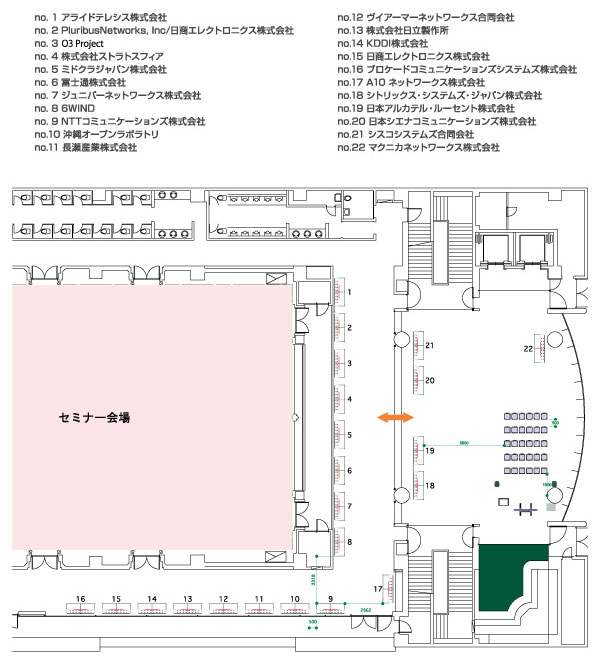 no. 1 アライドテレシス株式会社
no. 2 PluribusNetworks, Inc/日商エレクトロニクス株式会社
no. 3 O3 Project
no. 4 株式会社ストラトスフィア
no. 5 ミドクラジャパン株式会社
no. 6 富士通株式会社
no. 7 ジュニパーネットワークス株式会社
no. 8 6WIND
no. 9 NTTコミュニケーションズ株式会社
no.10 沖縄オープンラボラトリ
no.11 長瀬産業株式会社
no.12 ヴイアーマーネットワークス合同会社
no.13 株式会社日立製作所
no.14 KDDI株式会社
no.15 日商エレクトロニクス株式会社
no.16 ブロケードコミュニケーションズシステムズ株式会社
no.17 A10 ネットワークス株式会社
no.18 シトリックス・システムズ・ジャパン株式会社
no.19 日本アルカテル・ルーセント株式会社
no.20 日本シエナコミュニケーションズ株式会社
no.21 シスコシステムズ合同会社
no.22 マクニカネットワークス株式会社
1
2
3
4
5
6
7
8
セミナー会場
21
20
19
18
22
17
16 15 14 13 12 11 10 9
2662
500